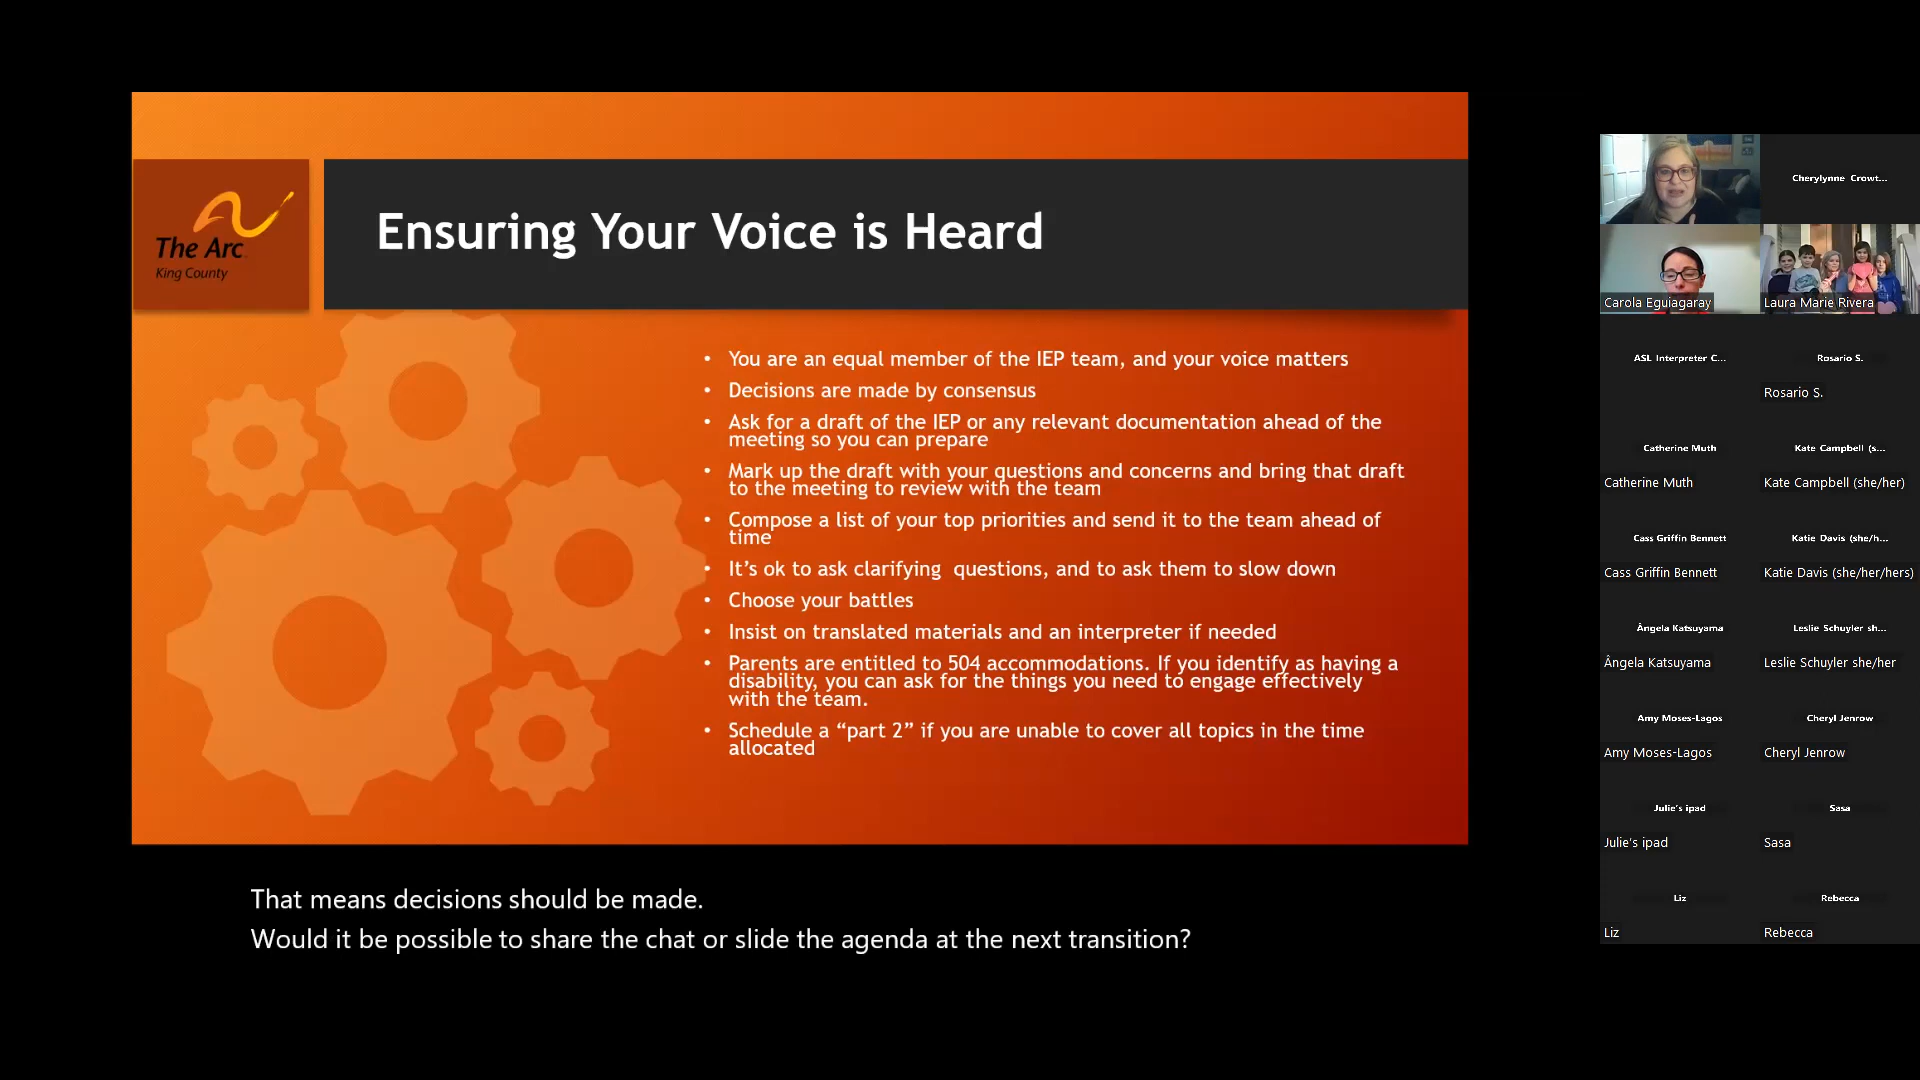 The Arc
King County
Ensuring Your Voice is Heard
• You are an equal member of the IEP team, and your voice matters
• Decisions are made by consensus
• Ask for a draft of the IEP or any relevant documentation ahead of the
meeting so you can prepare
• Mark up the draft with your questions and concerns and bring that draft
to the meeting to review with the team
• Compose a list of your top priorities and send it to the team ahead of
time
• It’s ok to ask clarifying  questions, and to ask them to slow down
• Choose your battles
• Insist on translated materials and an interpreter if needed
• Parents are entitled to 504 accommodations. If you identify as having a
disability, you can ask for the things you need to engage effectively
with the team.
• Schedule a “part 2” if you are unable to cover all topics in the time
allocated
That means decisions should be made.
Would it be possible to share the chat or slide the agenda at the next transition?
Cherylynne Crowt...
Carola Eguiagaray
Laura Marie Rivera
ASL Interpreter C...
Rosario S.
Rosario S.
Catherine Muth
Kate Campbell (s...
Catherine Muth
Kate Campbell (she/her)
Cass Griffin Bennett
Katie Davis (she/h...
Cass Griffin Bennett
Katie Davis (she/her/hers)
Ângela Katsuyama
Leslie Schuyler sh...
Ângela Katsuyama
Leslie Schuyler she/her
Amy Moses-Lagos
Cheryl Jenrow
Amy Moses-Lagos
Cheryl Jenrow
Julie's ipad
Sasa
Julie's ipad
Sasa
Liz
Rebecca
Liz
Rebecca